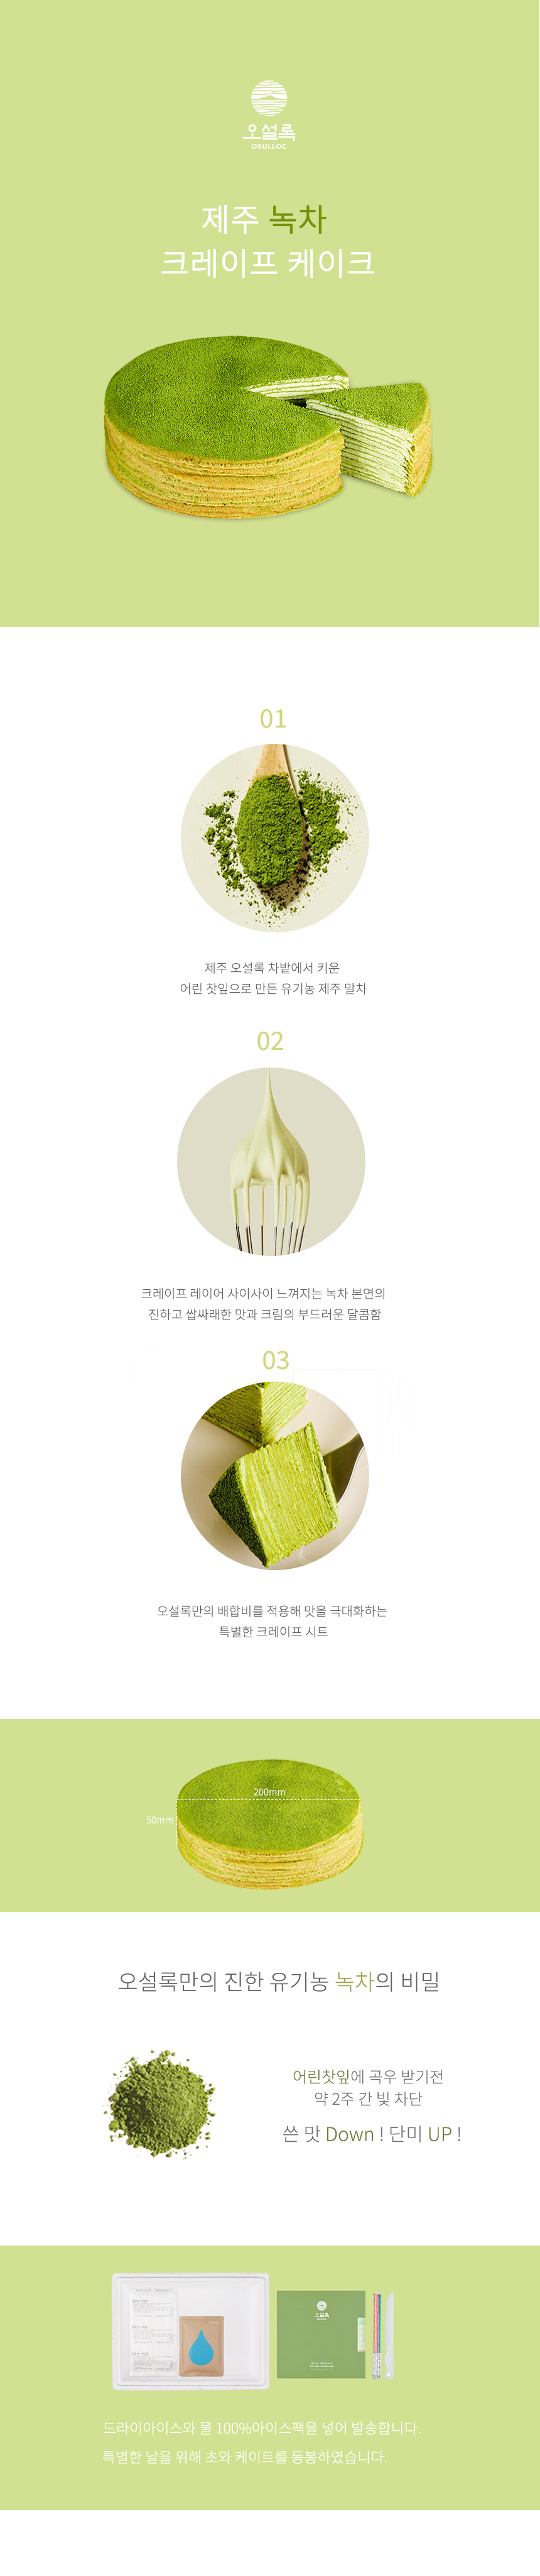 오설록
OSULLOC
제주 녹차
크레이프 케이크
01
제주 오설록 차밭에서 키운
어린 찻잎으로 만든 유기농 제주 말차
02
크레이프 레이어 사이사이 느껴지는 녹차 본연의
진하고 쌉싸래한 맛과 크림의 부드러운 달콤함
03
오설록만의 배합비를 적용해 맛을 극대화하는
특별한 크레이프 시트
200mm
50mm
오설록만의 진한 유기농 녹차의 비밀
어린찻잎에 곡우 받기전
약 2주 간 빛 차단
쓴 맛 Down ! 단미 UP !
오설록
드라이아이스와 물 100%아이스팩을 넣어 발송합니다.
특별한 날을 위해 초와 케이트를 동봉하였습니다.